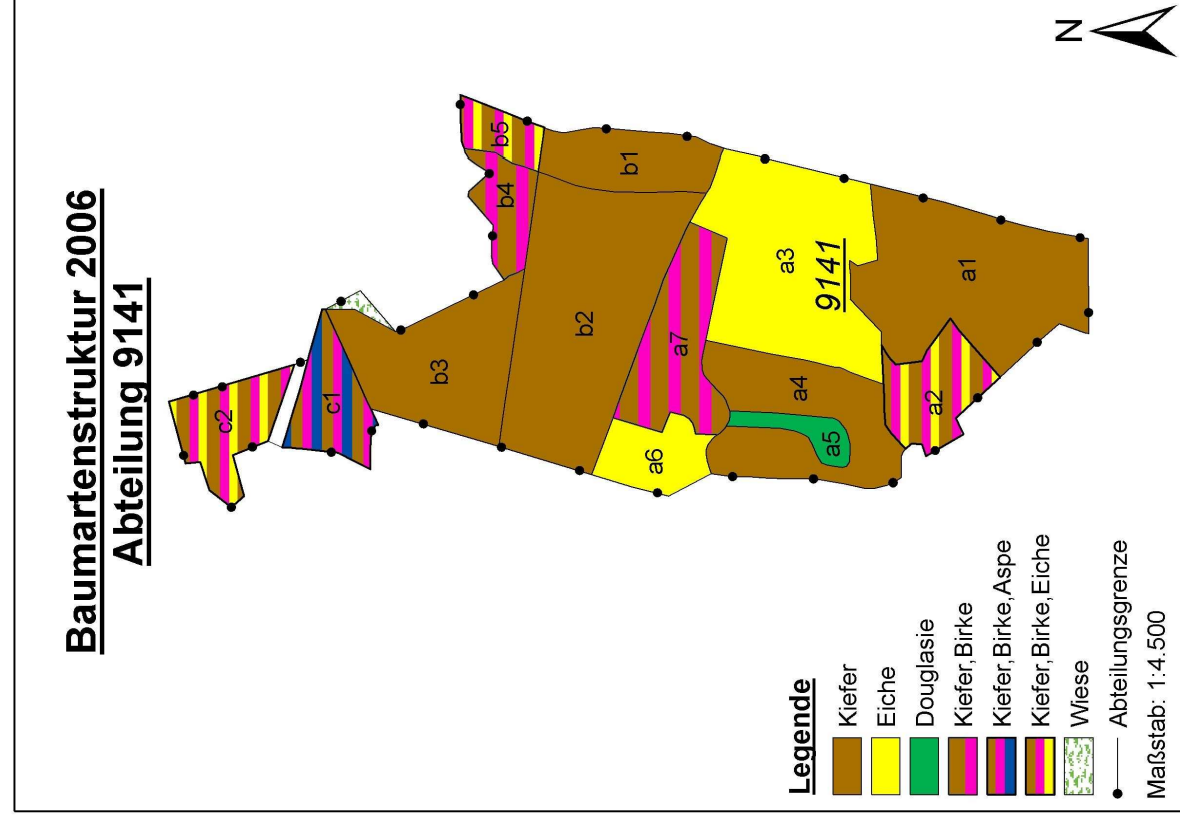 Baumartenstruktur 2006
Abteilung 9141
N
c2
c1
b3
b4
b5
b1
b2
a7
a3
9141
a6
a4
a5
a1
a2
Legende
Kiefer
Eiche
Douglasie
Kiefer,Birke
Kiefer,Birke,Aspe
Kiefer,Birke,Eiche
Wiese
Abteilungsgrenze
Maßstab: 1:4.500